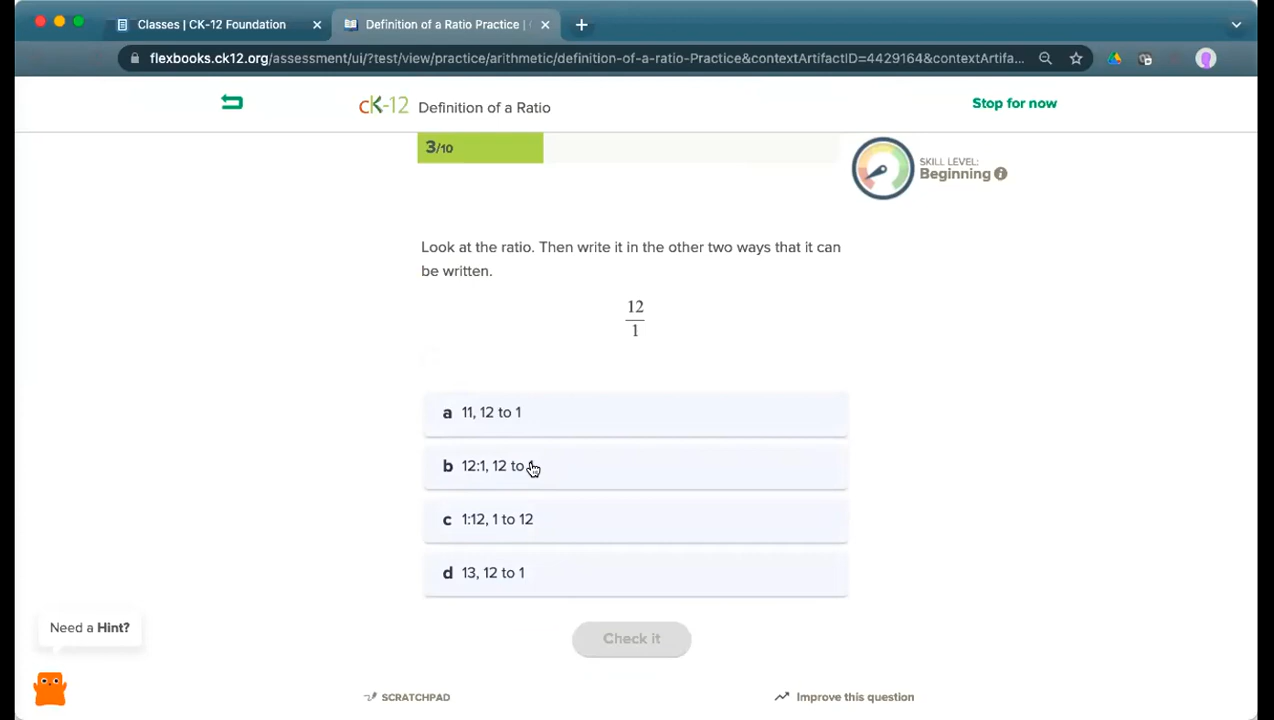 Classes | CK-12 Foundation
Definition of a Ratio Practice |
flexbooks.ck12.org/assessment/ui/?test/view/practice/arithmetic/definition-of-a-ratio-Practice&contextArtifactID=4429164&contextArtifa...
cK-12 Definition of a Ratio
Stop for now
3/10
SKILL LEVEL:
Beginning
Look at the ratio. Then write it in the other two ways that it can
be written.
12
1
a 11, 12 to 1
b 12:1, 12 to
c 1:12, 1 to 12
d 13, 12 to 1
Need a Hint?
Check it
SCRATCHPAD
Improve this question